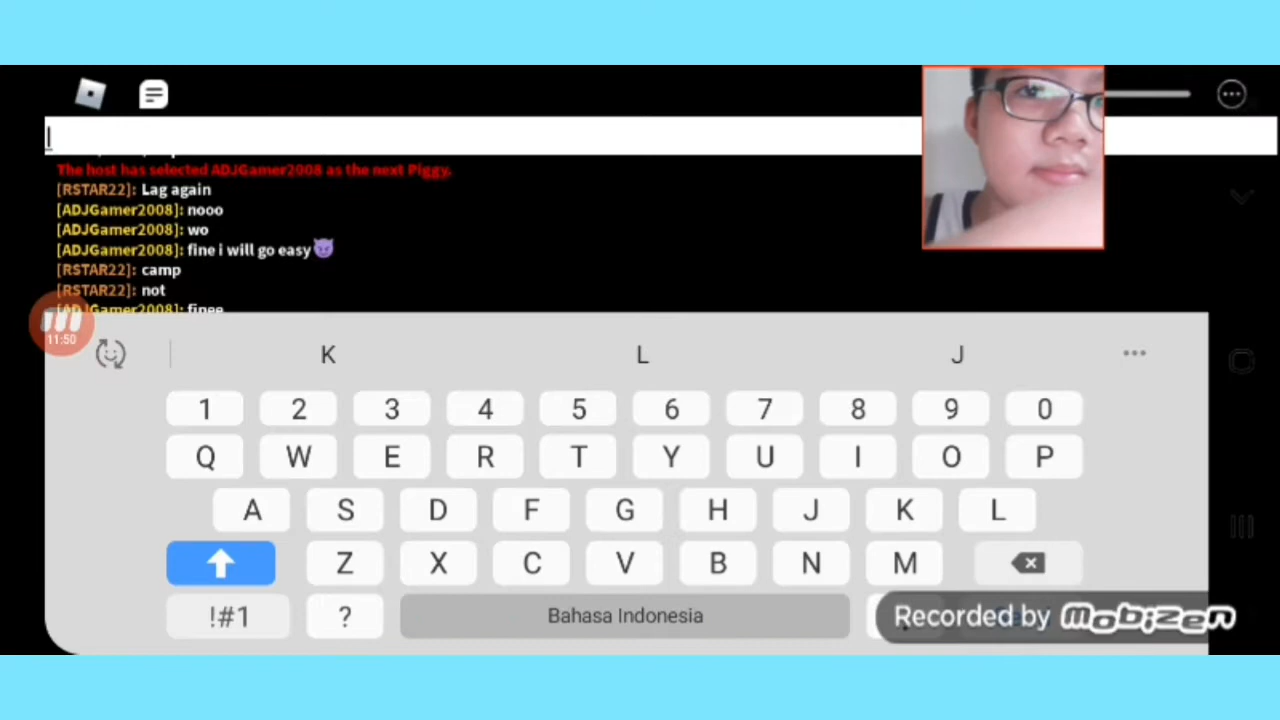 The host has selected ADJGamer2008 as the next Piggy.
[RSTAR22]: Lag again
[ADJGamer2008]: nooo
[ADJGamer2008]: wo
[ADJGamer2008]: fine i will go easy😈
[RSTAR22]: camp
[RSTAR22]: not
[ADJGamer2008]: finee
11:50
K L J
1 2 3 4 5 6 7 8 9 0
Q W E R T Y U I O P
A S D F G H J K L
Z X C V B N M
!#1 ? Bahasa Indonesia
Recorded by mobizen